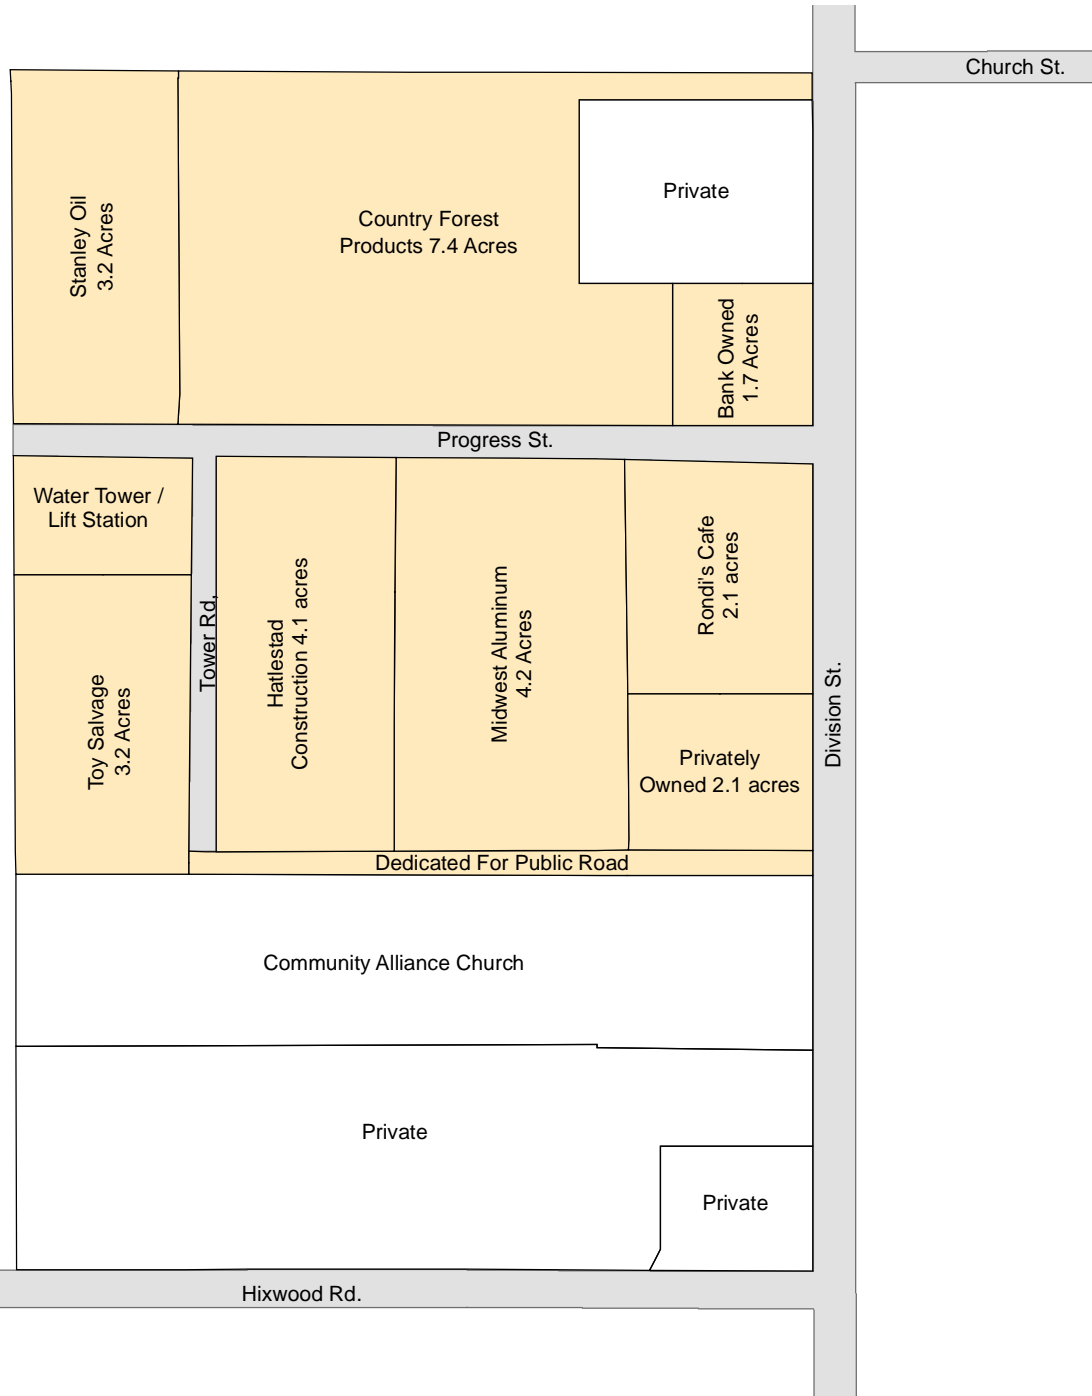 Church St.
Private
Stanley Oil
3.2 Acres
Country Forest
Products 7.4 Acres
Bank Owned
1.7 Acres
Progress St.
Water Tower /
Lift Station
Tower Rd,
Hatlestad
Construction 4.1 acres
Midwest Aluminum
4.2 Acres
Rondi's Cafe
2.1 acres
Toy Salvage
3.2 Acres
Division St.
Privately
Owned 2.1 acres
Dedicated For Public Road
Community Alliance Church
Private
Private
Hixwood Rd.